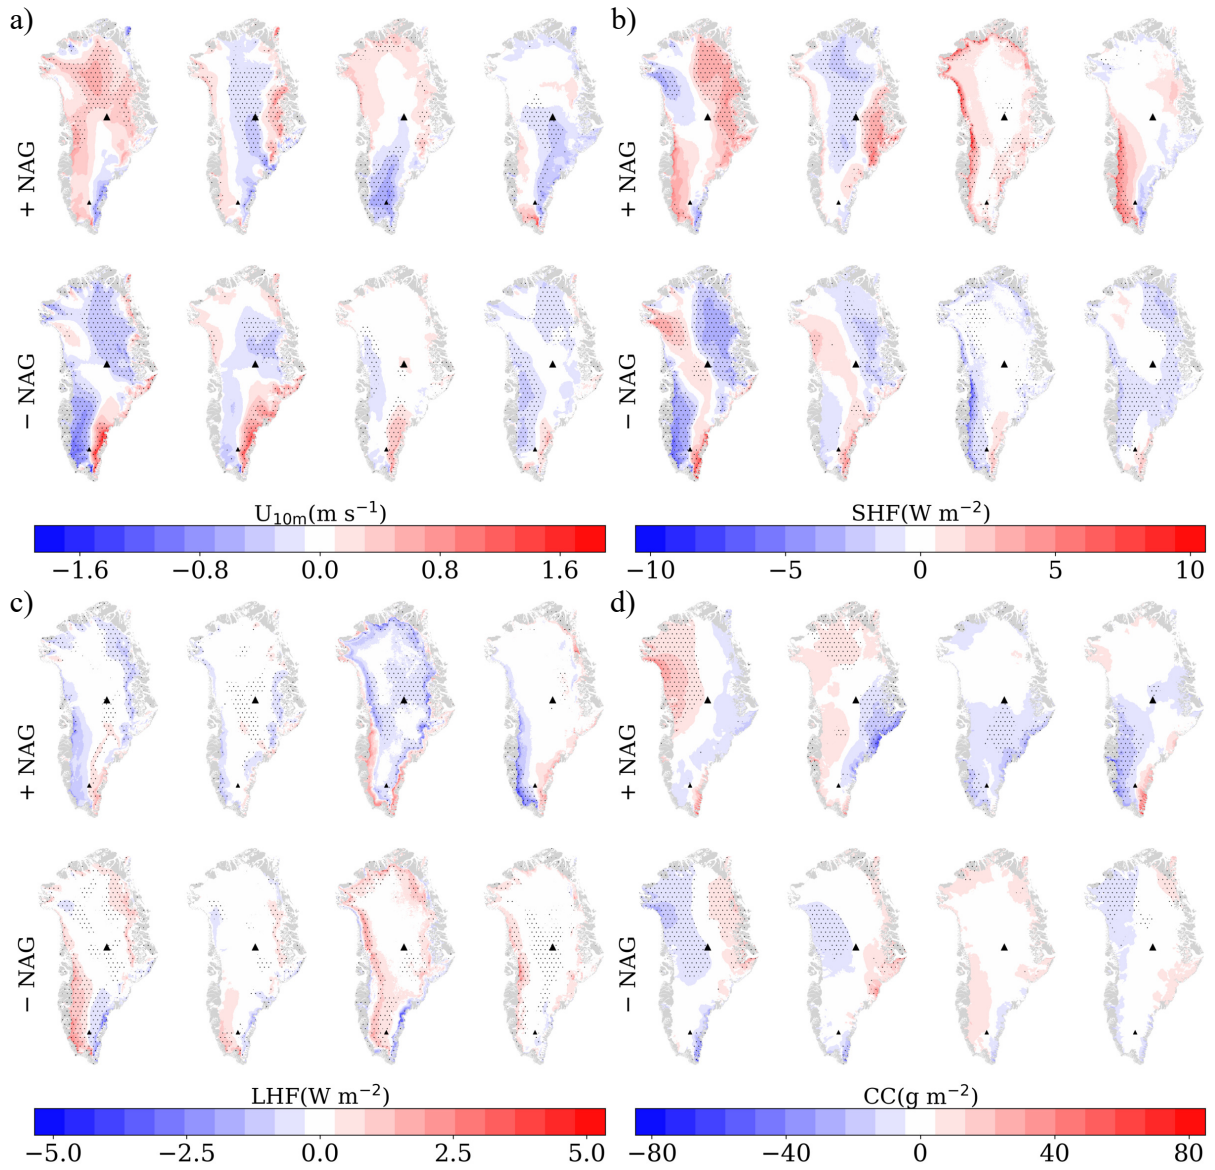 a)
b)
+ NAG
+ NAG
− NAG
− NAG
U₁₀ₘ(m s⁻¹)
−1.6 −0.8 0.0 0.8 1.6
SHF(W m⁻²)
−10 −5 0 5 10
c)
d)
+ NAG
+ NAG
− NAG
− NAG
LHF(W m⁻²)
−5.0 −2.5 0.0 2.5 5.0
CC(g m⁻²)
−80 −40 0 40 80